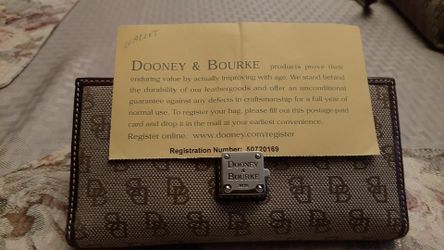 WALLET
DOONEY & BOURKE products prove their
enduring value by actually improving with age. We stand behind
the durability of our leathergoods and offer an unconditional
guarantee against any defects in craftsmanship for a full year of
normal use. To register your bag, please fill out this postage-paid
card and drop it in the mail at your earliest convenience.
Register online. www.dooney.com/register
Registration Number: 50720169
DOONEY
&
BOURKE